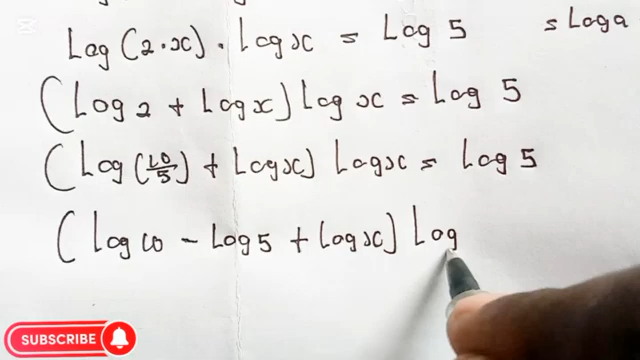 Log (2·x) · Log x = Log 5
= Log a
(Log 2 + Log x) Log x = Log 5
(Log (10/5) + Log x) Log x = Log 5
(Log 10 - Log 5 + Log x) Log
SUBSCRIBE